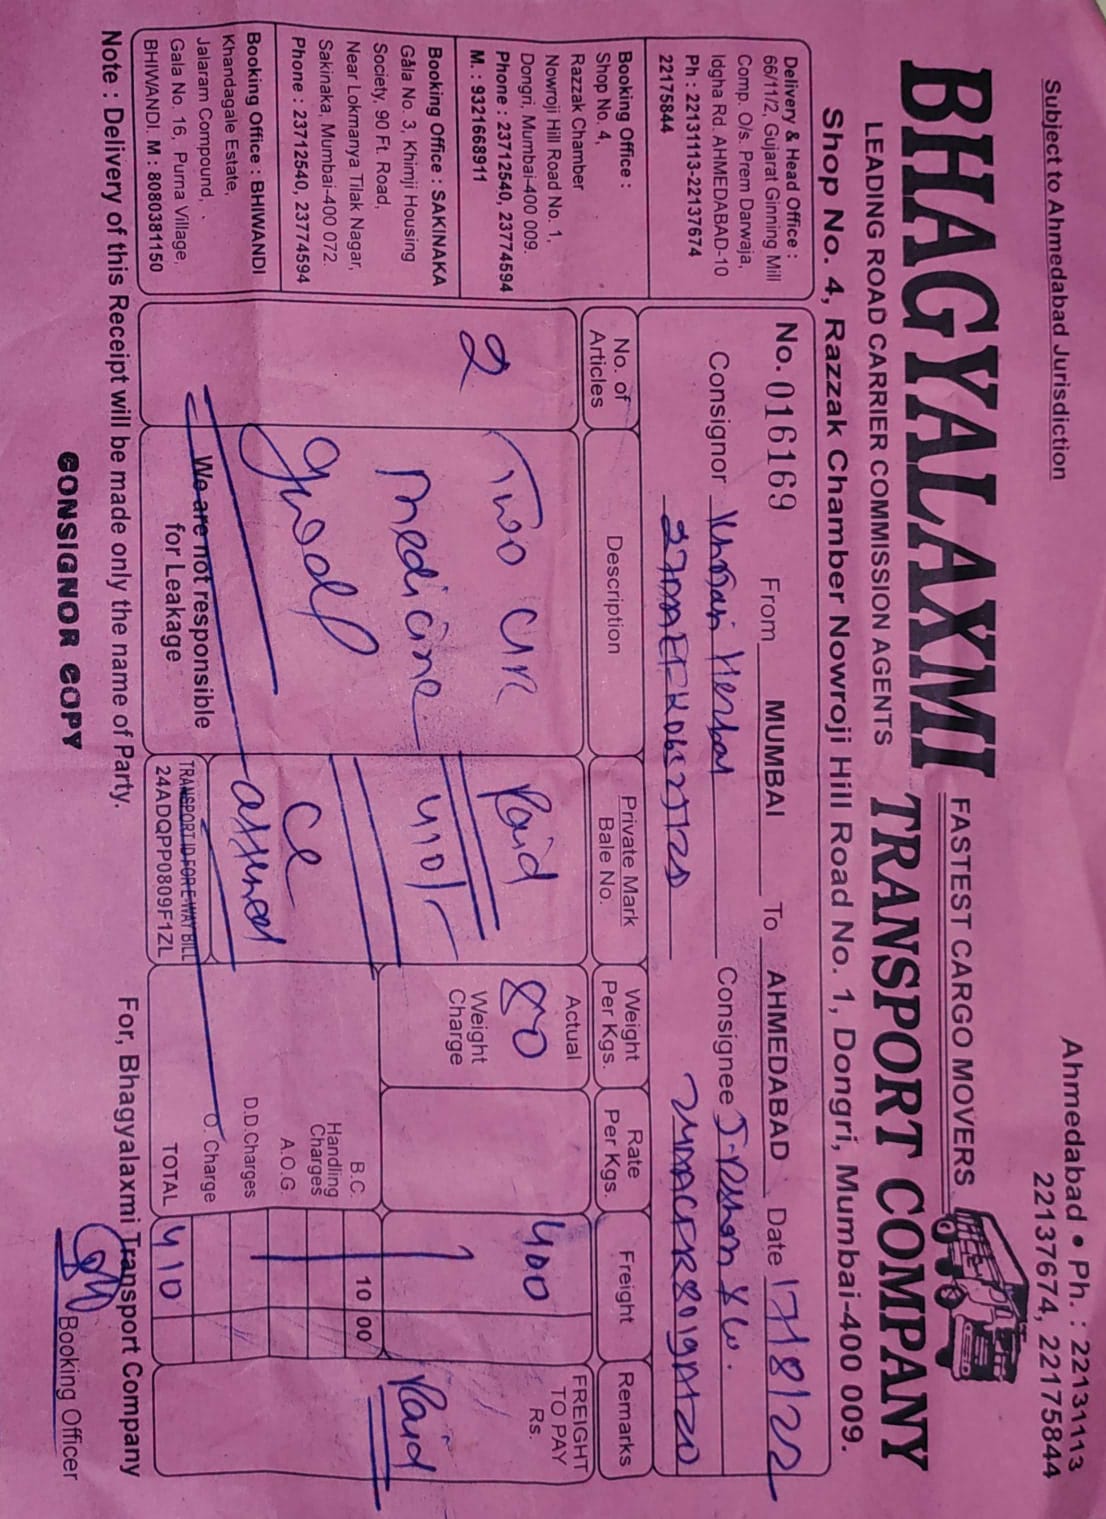 Subject to Ahmedabad Jurisdiction
Ahmedabad • Ph. : 22131113
22137674, 22175844
FASTEST CARGO MOVERS
BHAGYALAXMI TRANSPORT COMPANY
LEADING ROAD CARRIER COMMISSION AGENTS
Shop No. 4, Razzak Chamber Nowroji Hill Road No. 1, Dongri, Mumbai-400 009.
Delivery & Head Office :
66/11/2, Gujarat Ginning Mill
Comp. O/s. Prem Darwaja,
Idgha Rd. AHMEDABAD-10
Ph : 22131113-22137674
22175844
Booking Office :
Shop No. 4,
Razzak Chamber
Nowroji Hill Road No. 1,
Dongri, Mumbai-400 009.
Phone : 23712540, 23774594
M. : 9321668911
Booking Office : SAKINAKA
Gala No. 3, Khimji Housing
Society, 90 Ft. Road,
Near Lokmanya Tilak Nagar,
Sakinaka, Mumbai-400 072.
Phone : 23712540, 23774594
Booking Office : BHIWANDI
Khandagale Estate,
Jalaram Compound,
Gala No. 16, Purna Village,
BHIWANDI. M : 8080381150
No. 016169 From MUMBAI To AHMEDABAD Date 17/8/22
Consignor Herbal Consignee
No. of Articles
Description
Private Mark Bale No.
Weight Per Kgs.
Rate Per Kgs.
Freight
Remarks
2
Two
medicine
Paid
410/-
Actual
80
Weight Charge
400
FREIGHT TO PAY Rs.
Paid
CC
attached
B.C. 10 00
Handling Charges
A.O.G.
D.D.Charges
O. Charge
TOTAL 410
We are not responsible
for Leakage
TRANSPORT ID FOR E-WAY BILL
24ADQPP0809F1ZL
Note : Delivery of this Receipt will be made only the name of Party.
For, Bhagyalaxmi Transport Company
CONSIGNOR COPY
Booking Officer